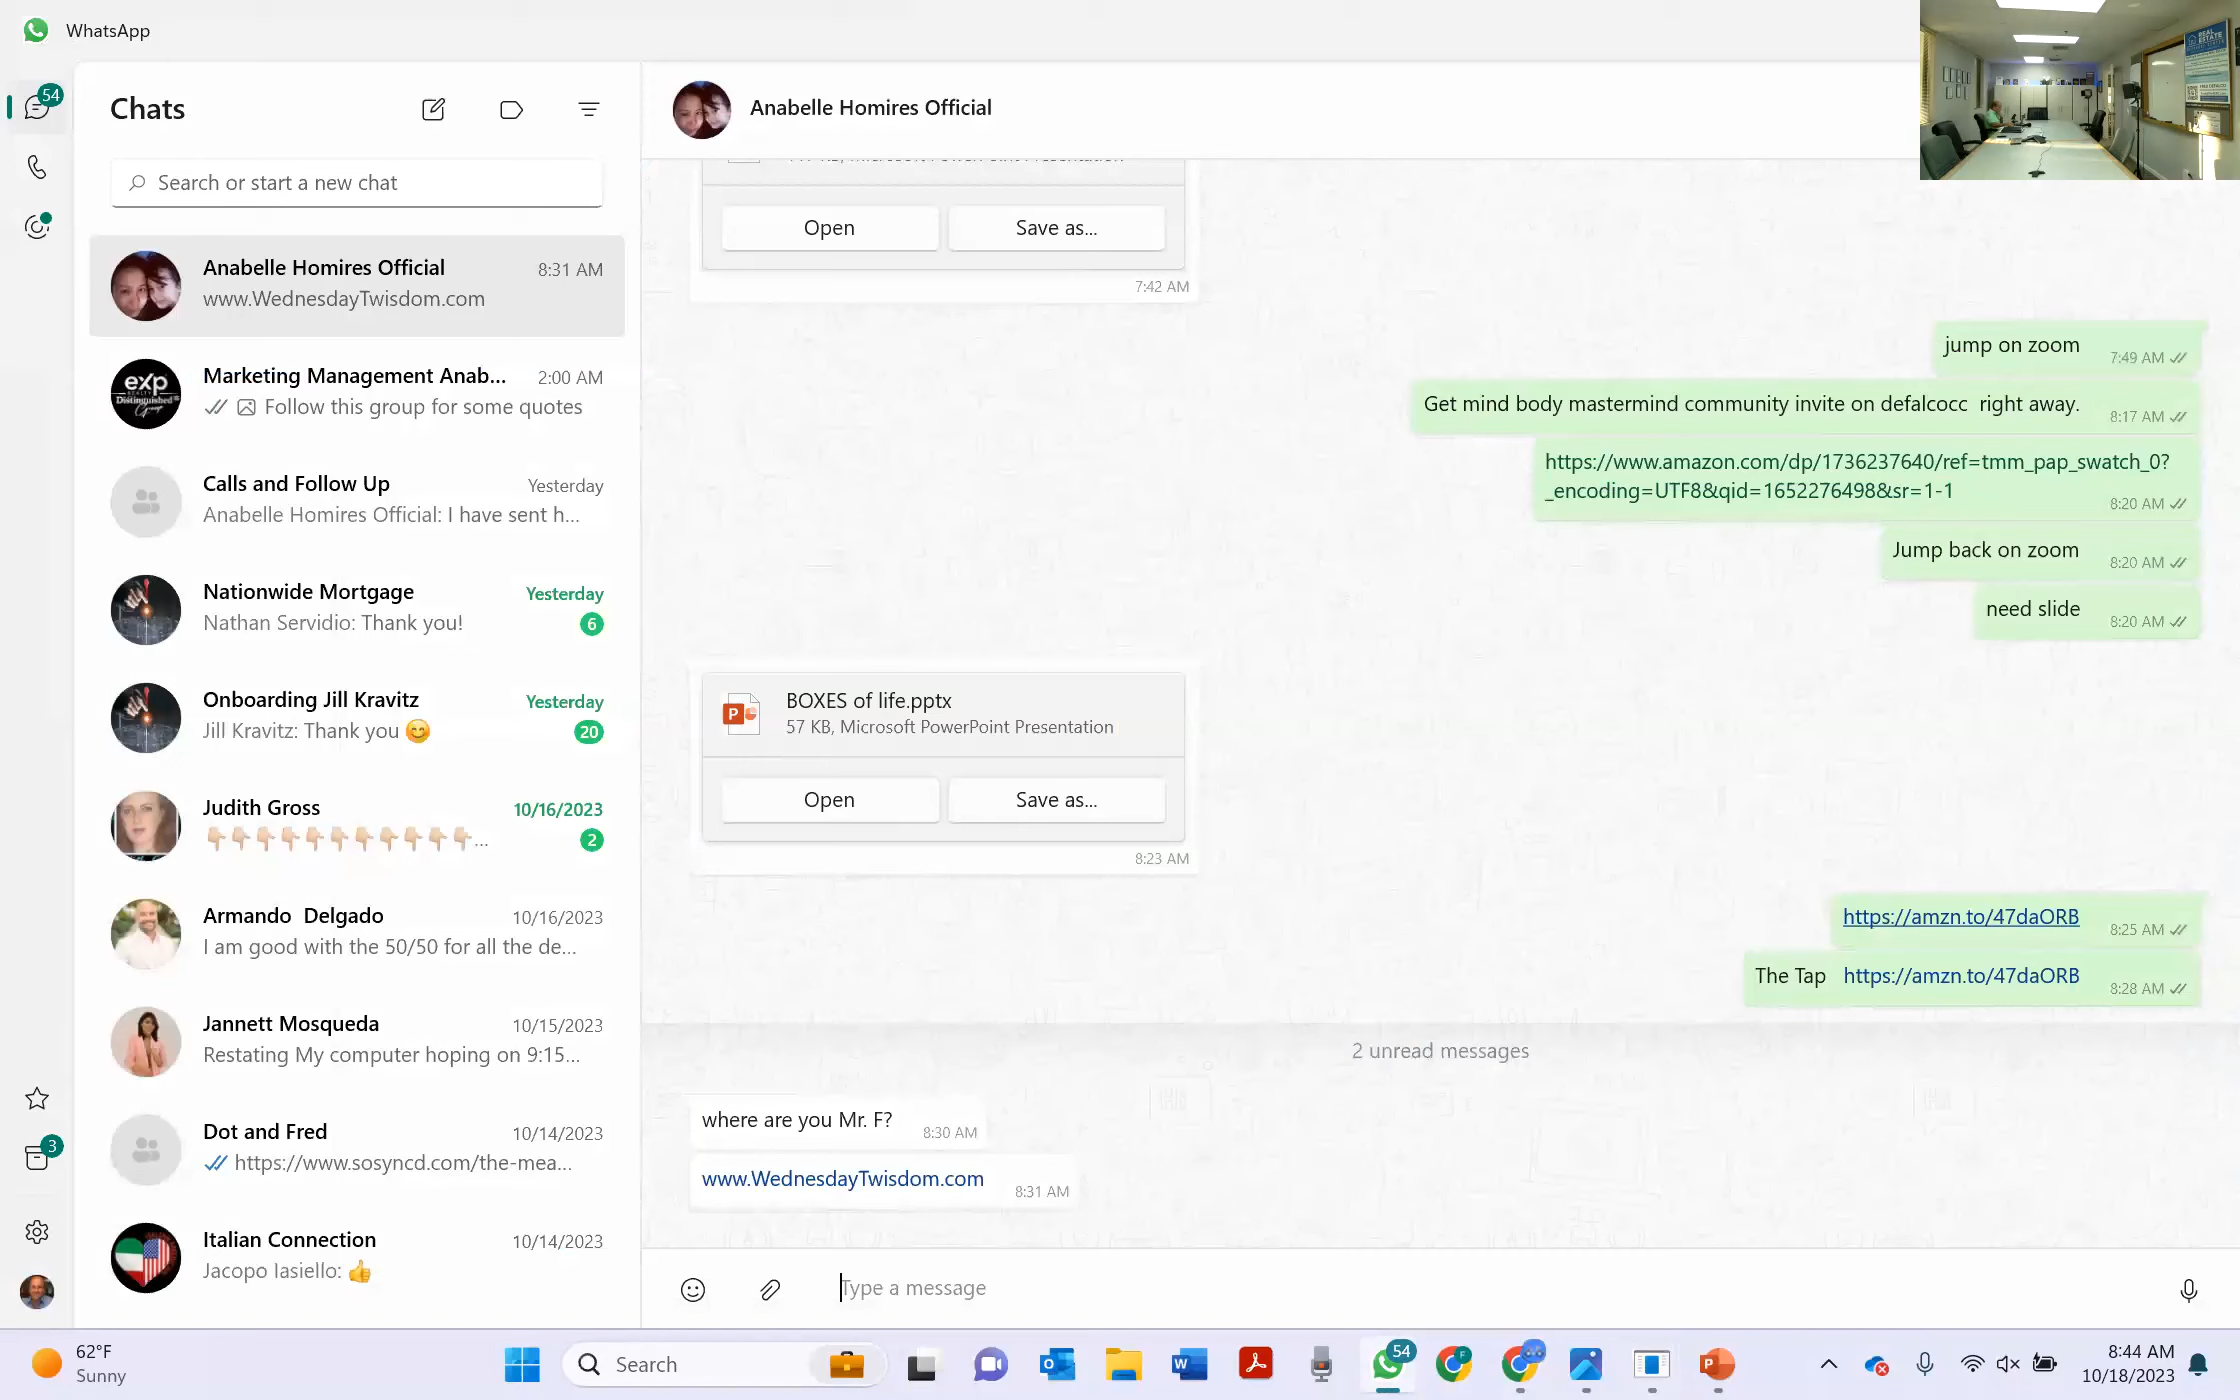 WhatsApp
54
Chats
Search or start a new chat
Anabelle Homires Official
8:31 AM
www.WednesdayTwisdom.com
Marketing Management Anab...
2:00 AM
Follow this group for some quotes
exp
REALTY
Distinguished
Group
Calls and Follow Up
Yesterday
Anabelle Homires Official: I have sent h...
Nationwide Mortgage
Yesterday
Nathan Servidio: Thank you!
6
Onboarding Jill Kravitz
Yesterday
Jill Kravitz: Thank you 😊
20
Judith Gross
10/16/2023
👇🏼👇🏼👇🏼👇🏼👇🏼👇🏼👇🏼👇🏼👇🏼👇🏼👇🏼...
2
Armando  Delgado
10/16/2023
I am good with the 50/50 for all the de...
Jannett Mosqueda
10/15/2023
Restating My computer hoping on 9:15...
Dot and Fred
10/14/2023
https://www.sosyncd.com/the-mea...
Italian Connection
10/14/2023
Jacopo Iasiello: 👍
3
Anabelle Homires Official
REAL
ESTATE
Open
Save as...
7:42 AM
jump on zoom
7:49 AM
Get mind body mastermind community invite on defalcocc  right away.
8:17 AM
https://www.amazon.com/dp/1736237640/ref=tmm_pap_swatch_0?
_encoding=UTF8&qid=1652276498&sr=1-1
8:20 AM
Jump back on zoom
8:20 AM
need slide
8:20 AM
BOXES of life.pptx
57 KB, Microsoft PowerPoint Presentation
Open
Save as...
8:23 AM
https://amzn.to/47daORB
8:25 AM
The Tap   https://amzn.to/47daORB
8:28 AM
2 unread messages
where are you Mr. F?
8:30 AM
www.WednesdayTwisdom.com
8:31 AM
Type a message
62°F
Sunny
Search
54
8:44 AM
10/18/2023